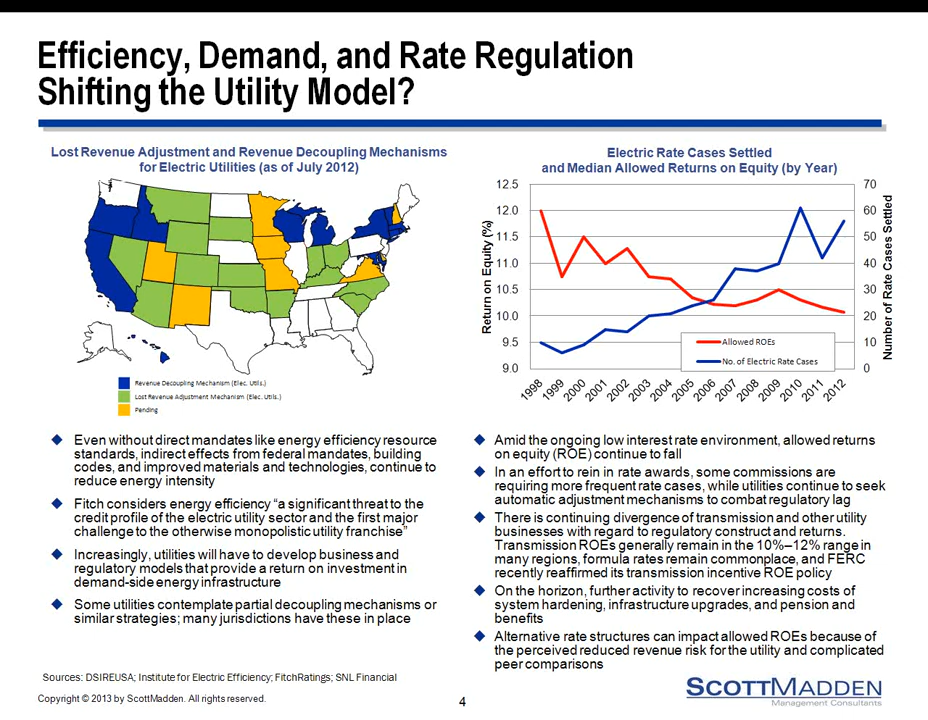 Efficiency, Demand, and Rate Regulation
Shifting the Utility Model?
Lost Revenue Adjustment and Revenue Decoupling Mechanisms
for Electric Utilities (as of July 2012)
Revenue Decoupling Mechanism (Elec. Utils.)
Lost Revenue Adjustment Mechanism (Elec. Utils.)
Pending
Electric Rate Cases Settled
and Median Allowed Returns on Equity (by Year)
Return on Equity (%)
12.5
12.0
11.5
11.0
10.5
10.0
9.5
9.0
70
60
50
40
30
20
10
0
Number of Rate Cases Settled
Allowed ROEs
No. of Electric Rate Cases
1998 1999 2000 2001 2002 2003 2004 2005 2006 2007 2008 2009 2010 2011 2012
Even without direct mandates like energy efficiency resource
standards, indirect effects from federal mandates, building
codes, and improved materials and technologies, continue to
reduce energy intensity
Fitch considers energy efficiency “a significant threat to the
credit profile of the electric utility sector and the first major
challenge to the otherwise monopolistic utility franchise”
Increasingly, utilities will have to develop business and
regulatory models that provide a return on investment in
demand-side energy infrastructure
Some utilities contemplate partial decoupling mechanisms or
similar strategies; many jurisdictions have these in place
Amid the ongoing low interest rate environment, allowed returns
on equity (ROE) continue to fall
In an effort to rein in rate awards, some commissions are
requiring more frequent rate cases, while utilities continue to seek
automatic adjustment mechanisms to combat regulatory lag
There is continuing divergence of transmission and other utility
businesses with regard to regulatory construct and returns.
Transmission ROEs generally remain in the 10%–12% range in
many regions, formula rates remain commonplace, and FERC
recently reaffirmed its transmission incentive ROE policy
On the horizon, further activity to recover increasing costs of
system hardening, infrastructure upgrades, and pension and
benefits
Alternative rate structures can impact allowed ROEs because of
the perceived reduced revenue risk for the utility and complicated
peer comparisons
Sources: DSIREUSA; Institute for Electric Efficiency; FitchRatings; SNL Financial
Copyright © 2013 by ScottMadden. All rights reserved.
4
SCOTTMADDEN
Management Consultants